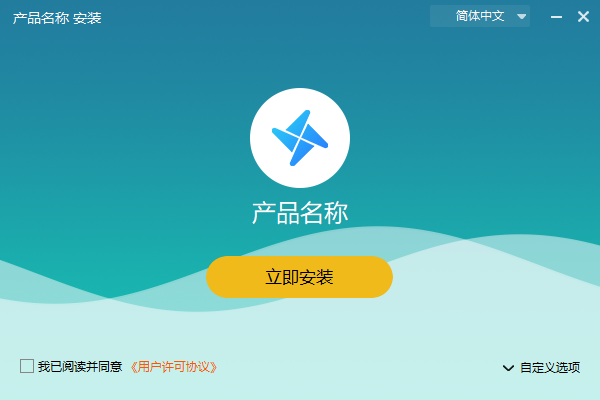 产品名称 安装
简体中文
产品名称
立即安装
我已阅读并同意 《用户许可协议》
自定义选项